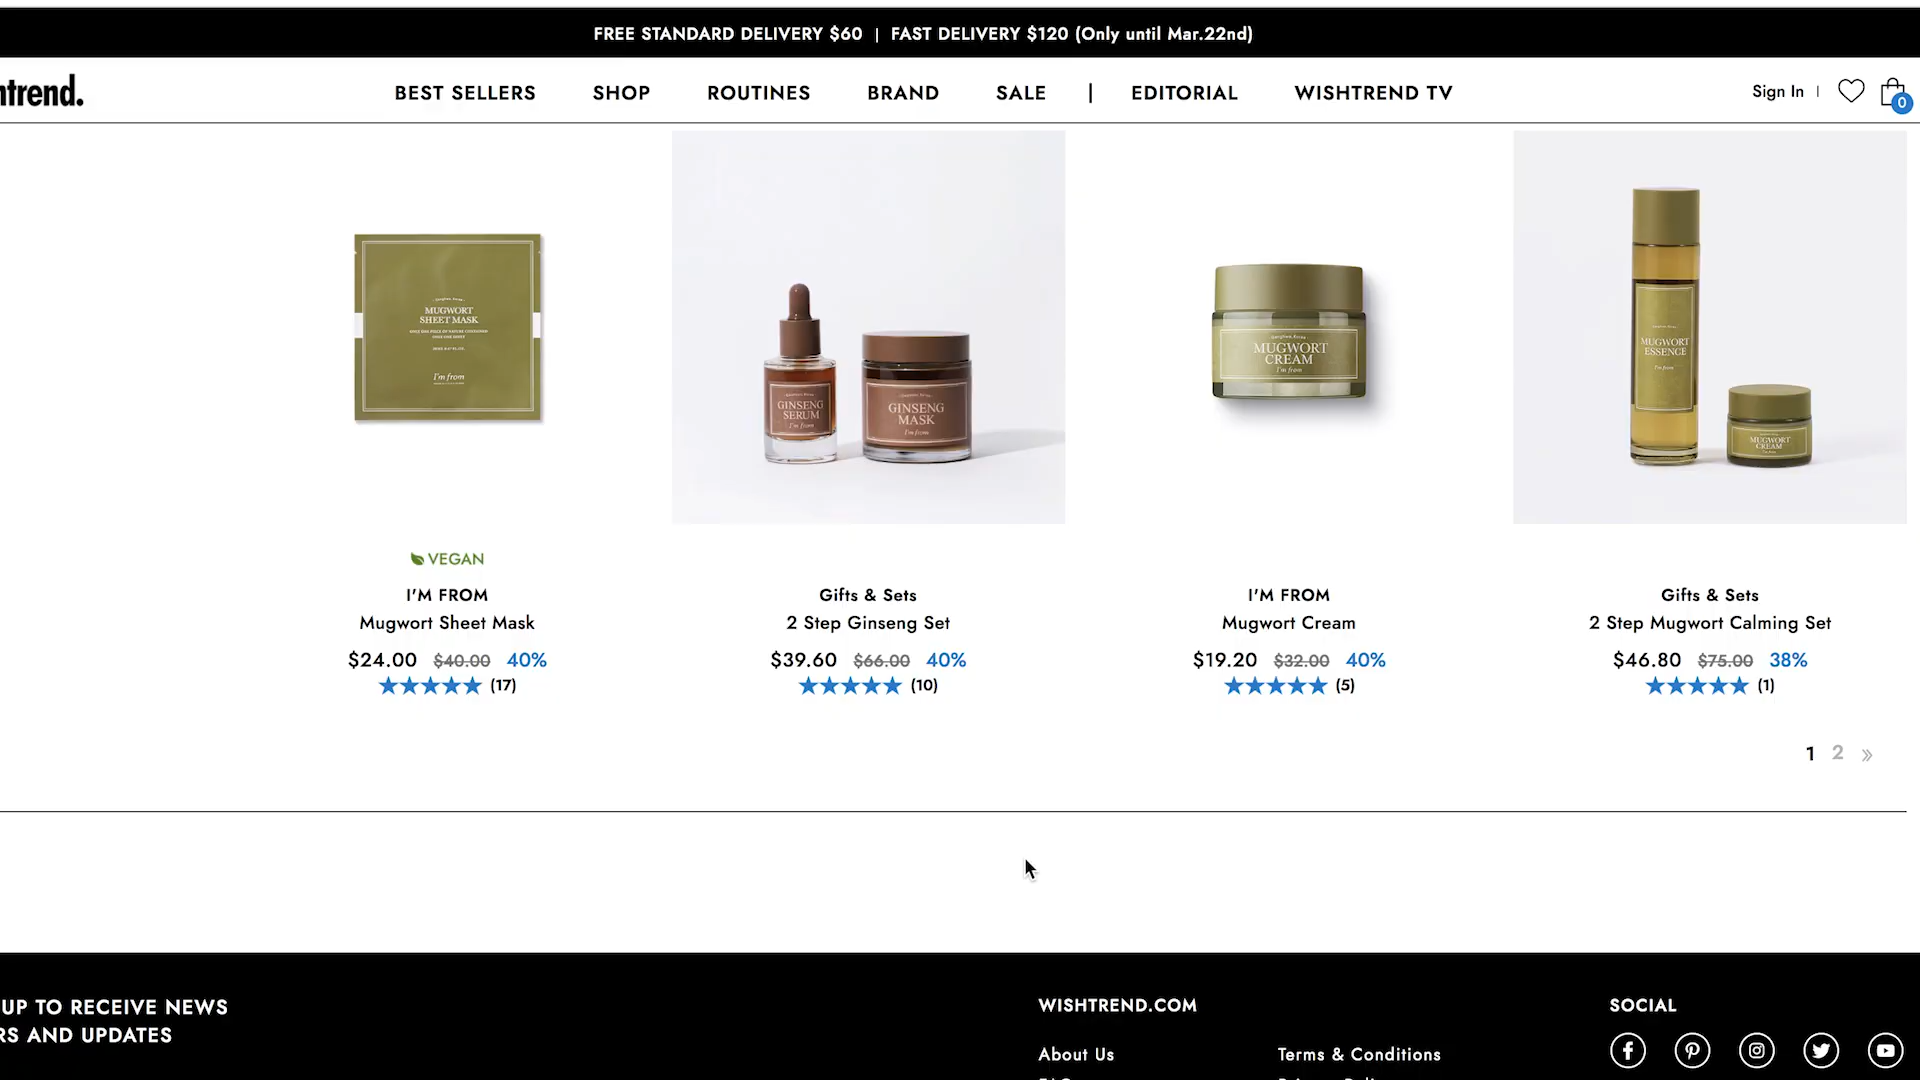 FREE STANDARD DELIVERY $60 | FAST DELIVERY $120 (Only until Mar.22nd)
htrend.
BEST SELLERS SHOP ROUTINES BRAND SALE | EDITORIAL WISHTREND TV
Sign In | 0
MUGWORT
SHEET MASK
I'm from
GINSENG
SERUM
I'm from
GINSENG
MASK
I'm from
MUGWORT
CREAM
I'm from
MUGWORT
ESSENCE
I'm from
MUGWORT
CREAM
VEGAN
I'M FROM
Mugwort Sheet Mask
$24.00 $40.00 40%
★★★★★ (17)
Gifts & Sets
2 Step Ginseng Set
$39.60 $66.00 40%
★★★★★ (10)
I'M FROM
Mugwort Cream
$19.20 $32.00 40%
★★★★★ (5)
Gifts & Sets
2 Step Mugwort Calming Set
$46.80 $75.00 38%
★★★★★ (1)
1 2 »
UP TO RECEIVE NEWS
RS AND UPDATES
WISHTREND.COM
About Us
Terms & Conditions
SOCIAL